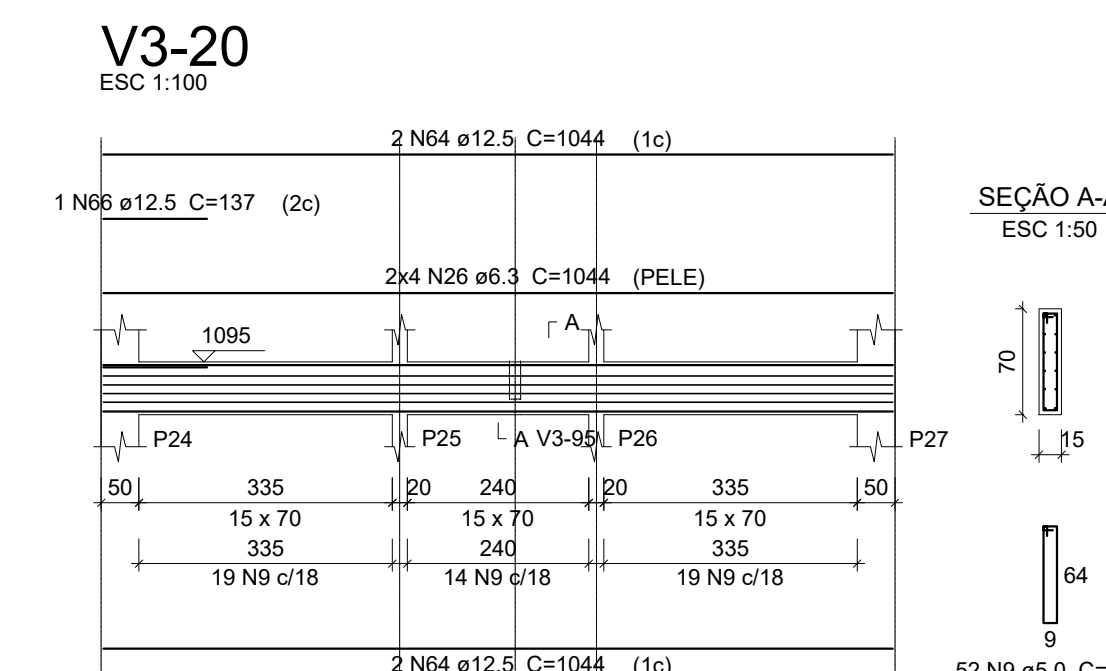 V3-20
ESC 1:100
2 N64 ø12.5 C=1044 (1c)
1 N66 ø12.5 C=137 (2c)
SEÇÃO A-
ESC 1:50
2x4 N26 ø6.3 C=1044 (PELE)
A
1095
70
P24 P25 A V3-95 P26 P27
15
50 335 20 240 20 335 50
15 x 70 15 x 70 15 x 70
335 240 335
19 N9 c/18 14 N9 c/18 19 N9 c/18
64
9
2 N64 ø12.5 C=1044 (1c)
52 N9 ø5.0 C=